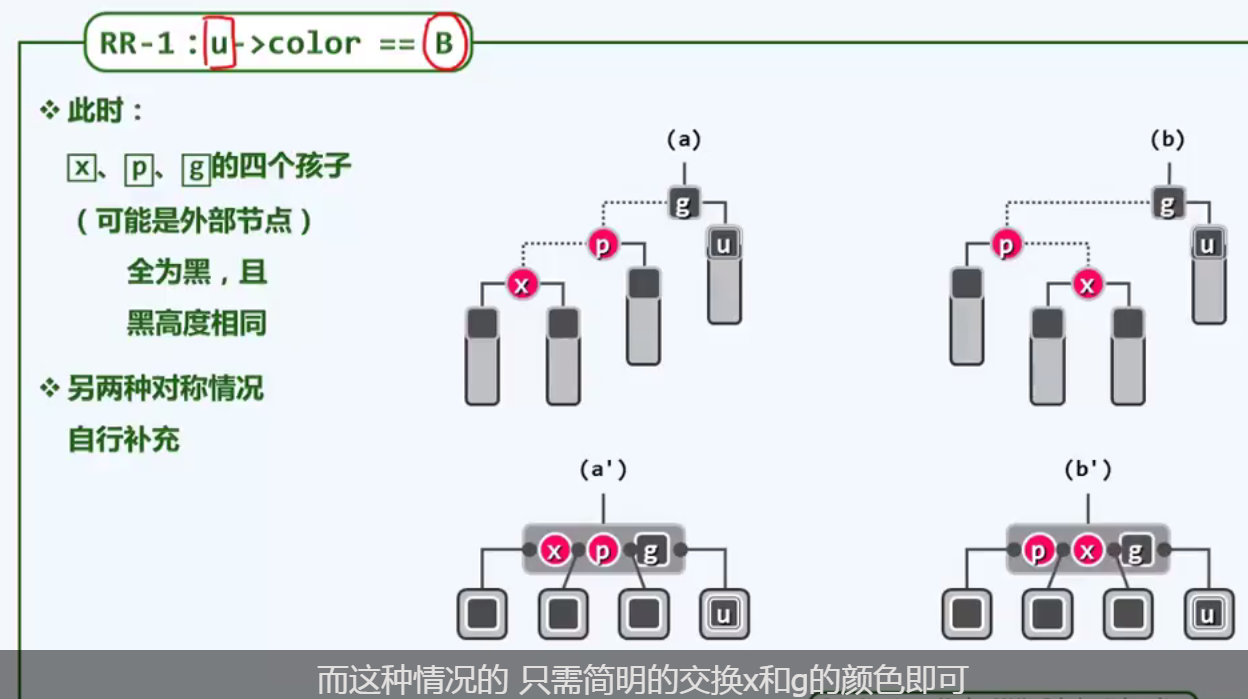 RR-1：u->color == B
❖ 此时：
x、p、g的四个孩子
（可能是外部节点）
全为黑，且
黑高度相同
❖ 另两种对称情况
自行补充
(a) (b)
g g
p u p u
x x
(a') (b')
x p g p x g
u u
而这种情况的 只需简明的交换x和g的颜色即可